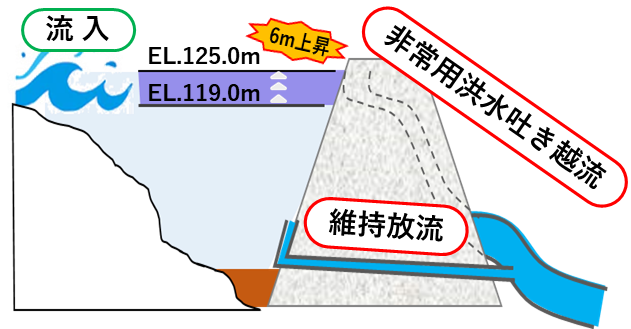 流 入
6m上昇
EL.125.0m
EL.119.0m
非常用洪水吐き越流
維持放流